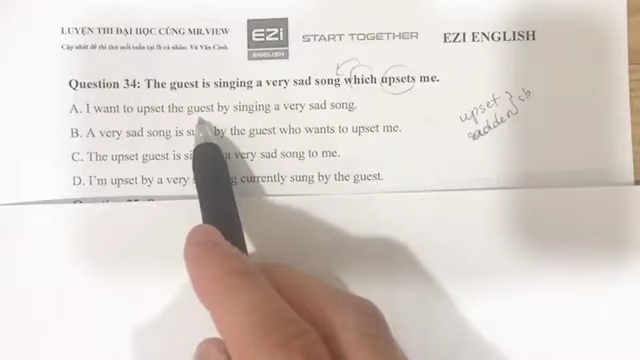 LUYỆN THI ĐẠI HỌC CÙNG MR.VIEW
Cập nhât đề thi thử mỗi tuần tại fb cá nhân: Vũ Văn Cảnh
EZi
ENGLISH
START TOGETHER
EZI ENGLISH
Question 34: The guest is singing a very sad song which upsets me.
A. I want to upset the guest by singing a very sad song.
B. A very sad song is by the guest who wants to upset me.
C. The upset guest is a very sad song to me.
D. I'm upset by a very currently sung by the guest.
upset
sadden
sb